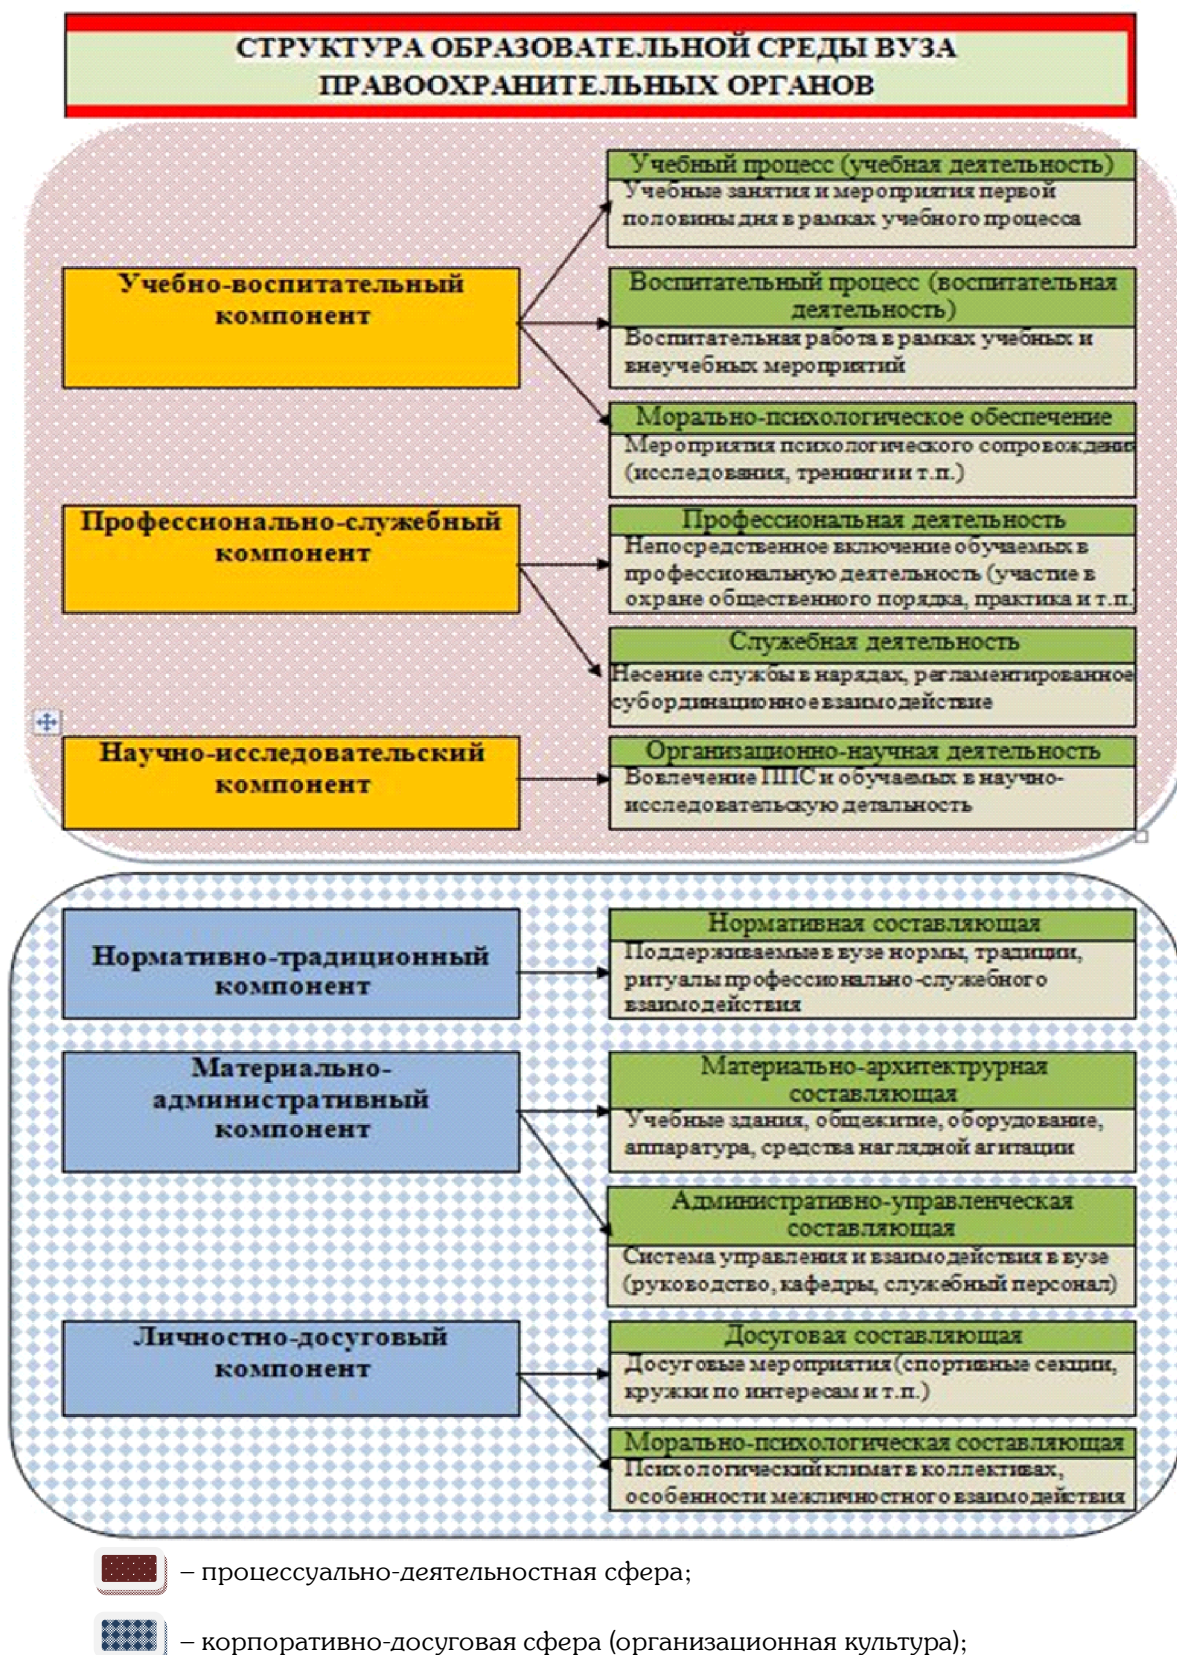 СТРУКТУРА ОБРАЗОВАТЕЛЬНОЙ СРЕДЫ ВУЗА
ПРАВООХРАНИТЕЛЬНЫХ ОРГАНОВ
Учебно-воспитательный
компонент
Учебный процесс (учебная деятельность)
Учебные занятия и мероприятия первой
половины дня в рамках учебного процесса
Воспитательный процесс (воспитательная
деятельность)
Воспитательная работа в рамках учебных и
внеучебных мероприятий
Морально-психологическое обеспечение
Мероприятия психологического сопровождения
(исследования, тренинги и т.п.)
Профессионально-служебный
компонент
Профессиональная деятельность
Непосредственное включение обучаемых в
профессиональную деятельность (участие в
охране общественного порядка, практика и т.п.
Служебная деятельность
Несение службы в нарядах, регламентированное
субординационное взаимодействие
Научно-исследовательский
компонент
Организационно-научная деятельность
Вовлечение ППС и обучаемых в научно-
исследовательскую детальность
Нормативно-традиционный
компонент
Нормативная составляющая
Поддерживаемые в вузе нормы, традиции,
ритуалы профессионально-служебного
взаимодействия
Материально-
административный
компонент
Материально-архитектрурная
составляющая
Учебные здания, общежитие, оборудование,
аппаратура, средства наглядной агитации
Административно-управленческая
составляющая
Система управления и взаимодействия в вузе
(руководство, кафедры, служебный персонал)
Личностно-досуговый
компонент
Досуговая составляющая
Досуговые мероприятия (спортивные секции,
кружки по интересам и т.п.)
Морально-психологическая составляющая
Психологический климат в коллективах,
особенности межличностного взаимодействия
– процессуально-деятельностная сфера;
– корпоративно-досуговая сфера (организационная культура);